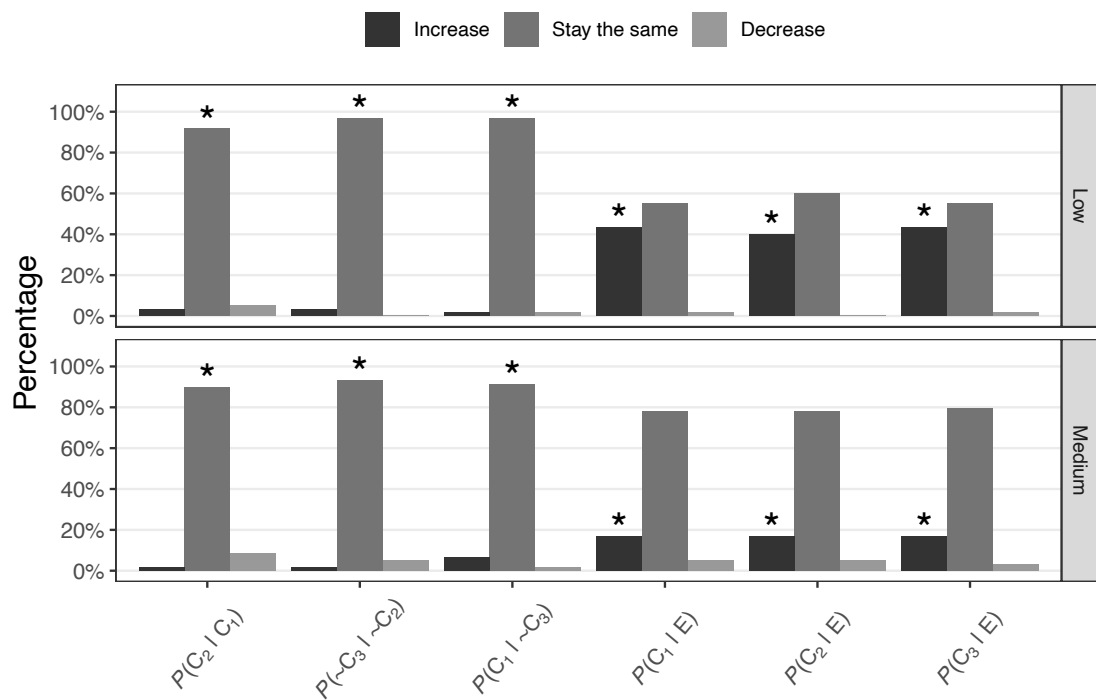 Increase Stay the same Decrease
Percentage
100%
80%
60%
40%
20%
0%
* * * * * *
Low
100%
80%
60%
40%
20%
0%
* * * * * *
Medium
P(C₂ | C₁) P(~C₃ | ~C₂) P(C₁ | ~C₃) P(C₁ | E) P(C₂ | E) P(C₃ | E)